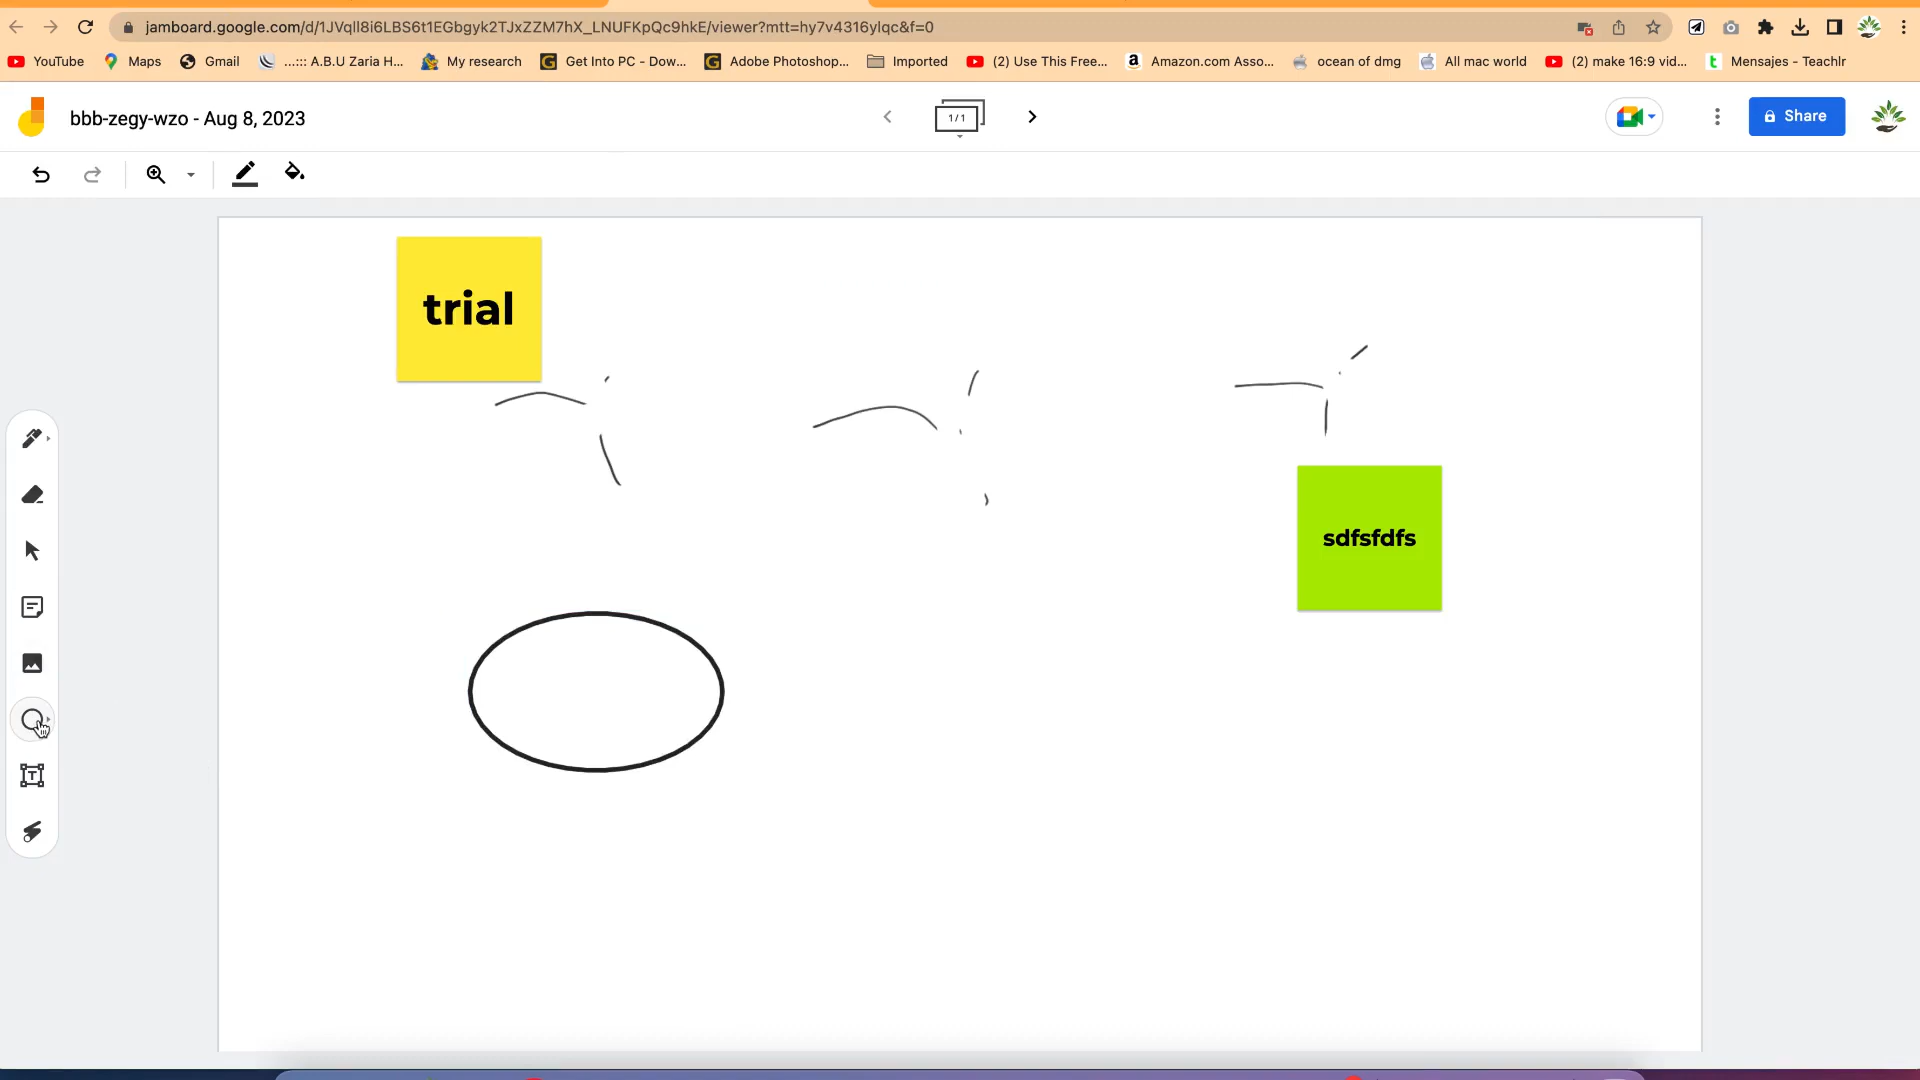 jamboard.google.com/d/1JVqlI8i6LBS6t1EGbgyk2TJxZZM7hX_LNUFKpQc9hkE/viewer?mtt=hy7v4316ylqc&f=0
YouTube Maps Gmail ...::: A.B.U Zaria H... My research Get Into PC - Dow... Adobe Photoshop... Imported (2) Use This Free... Amazon.com Asso... ocean of dmg All mac world (2) make 16:9 vid... Mensajes - Teachlr
bbb-zegy-wzo - Aug 8, 2023
1/1
Share
trial
sdfsfdfs